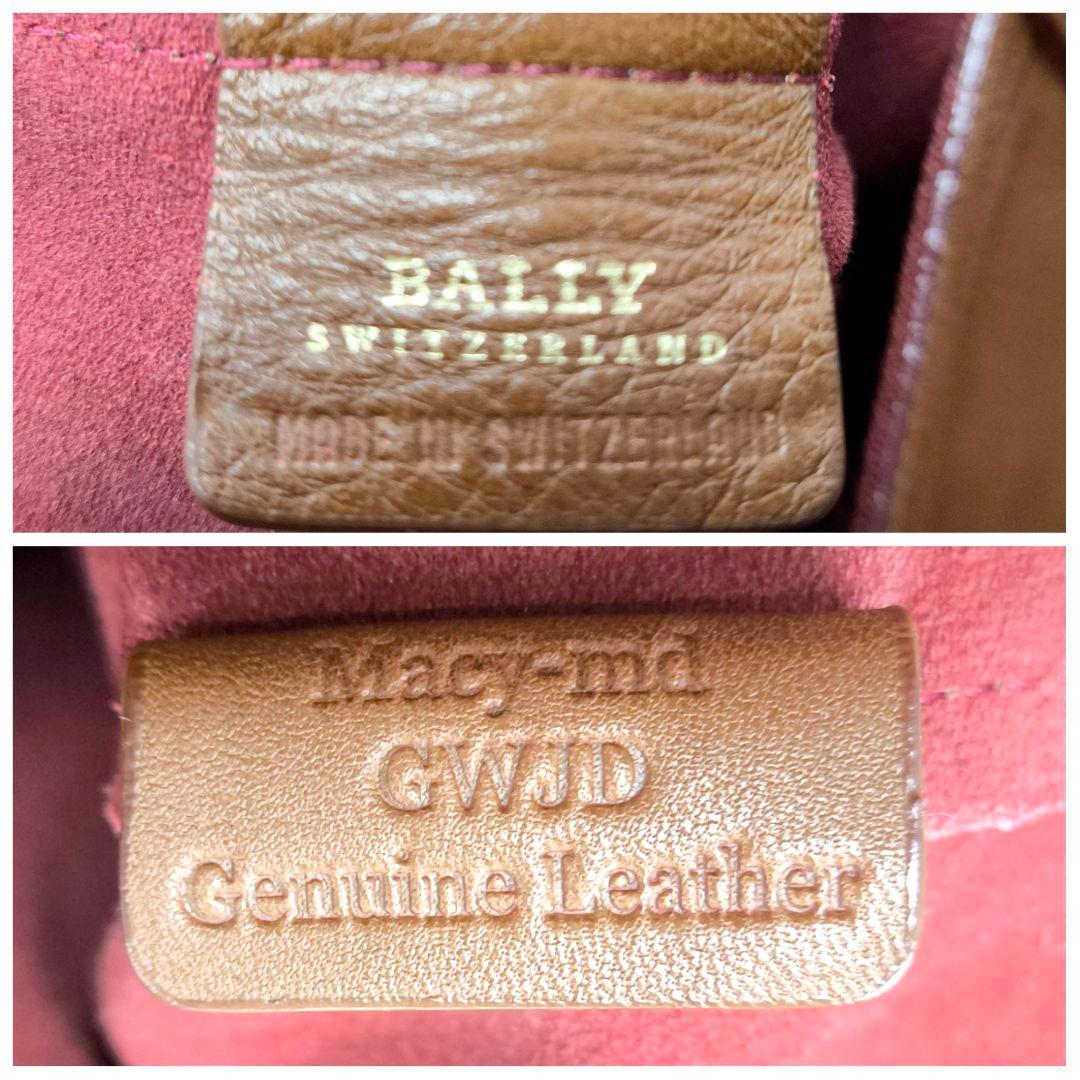 BALLY
SWITZERLAND
MADE IN SWITZERLAND
Macy-md
GWJD
Genuine Leather